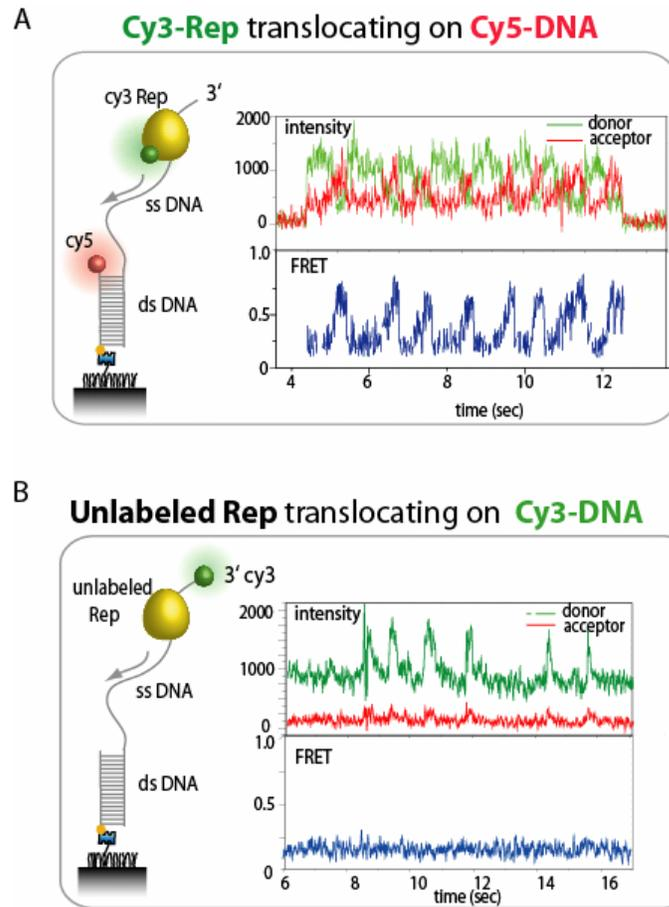 A
Cy3-Rep translocating on Cy5-DNA
cy3 Rep
3'
ss DNA
cy5
ds DNA
2000
1000
0
intensity
donor
acceptor
1.0
0.5
0
FRET
4 6 8 10 12
time (sec)
B
Unlabeled Rep translocating on Cy3-DNA
unlabeled
Rep
3' cy3
ss DNA
ds DNA
2000
1000
0
intensity
donor
acceptor
1.0
0.5
0
FRET
6 8 10 12 14 16
time (sec)